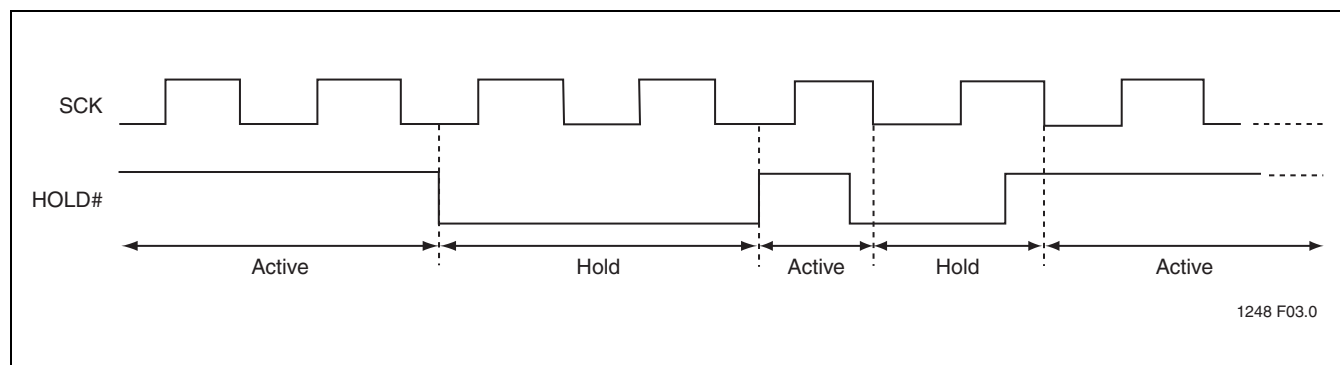 SCK
HOLD#
Active
Hold
Active
Hold
Active
1248 F03.0